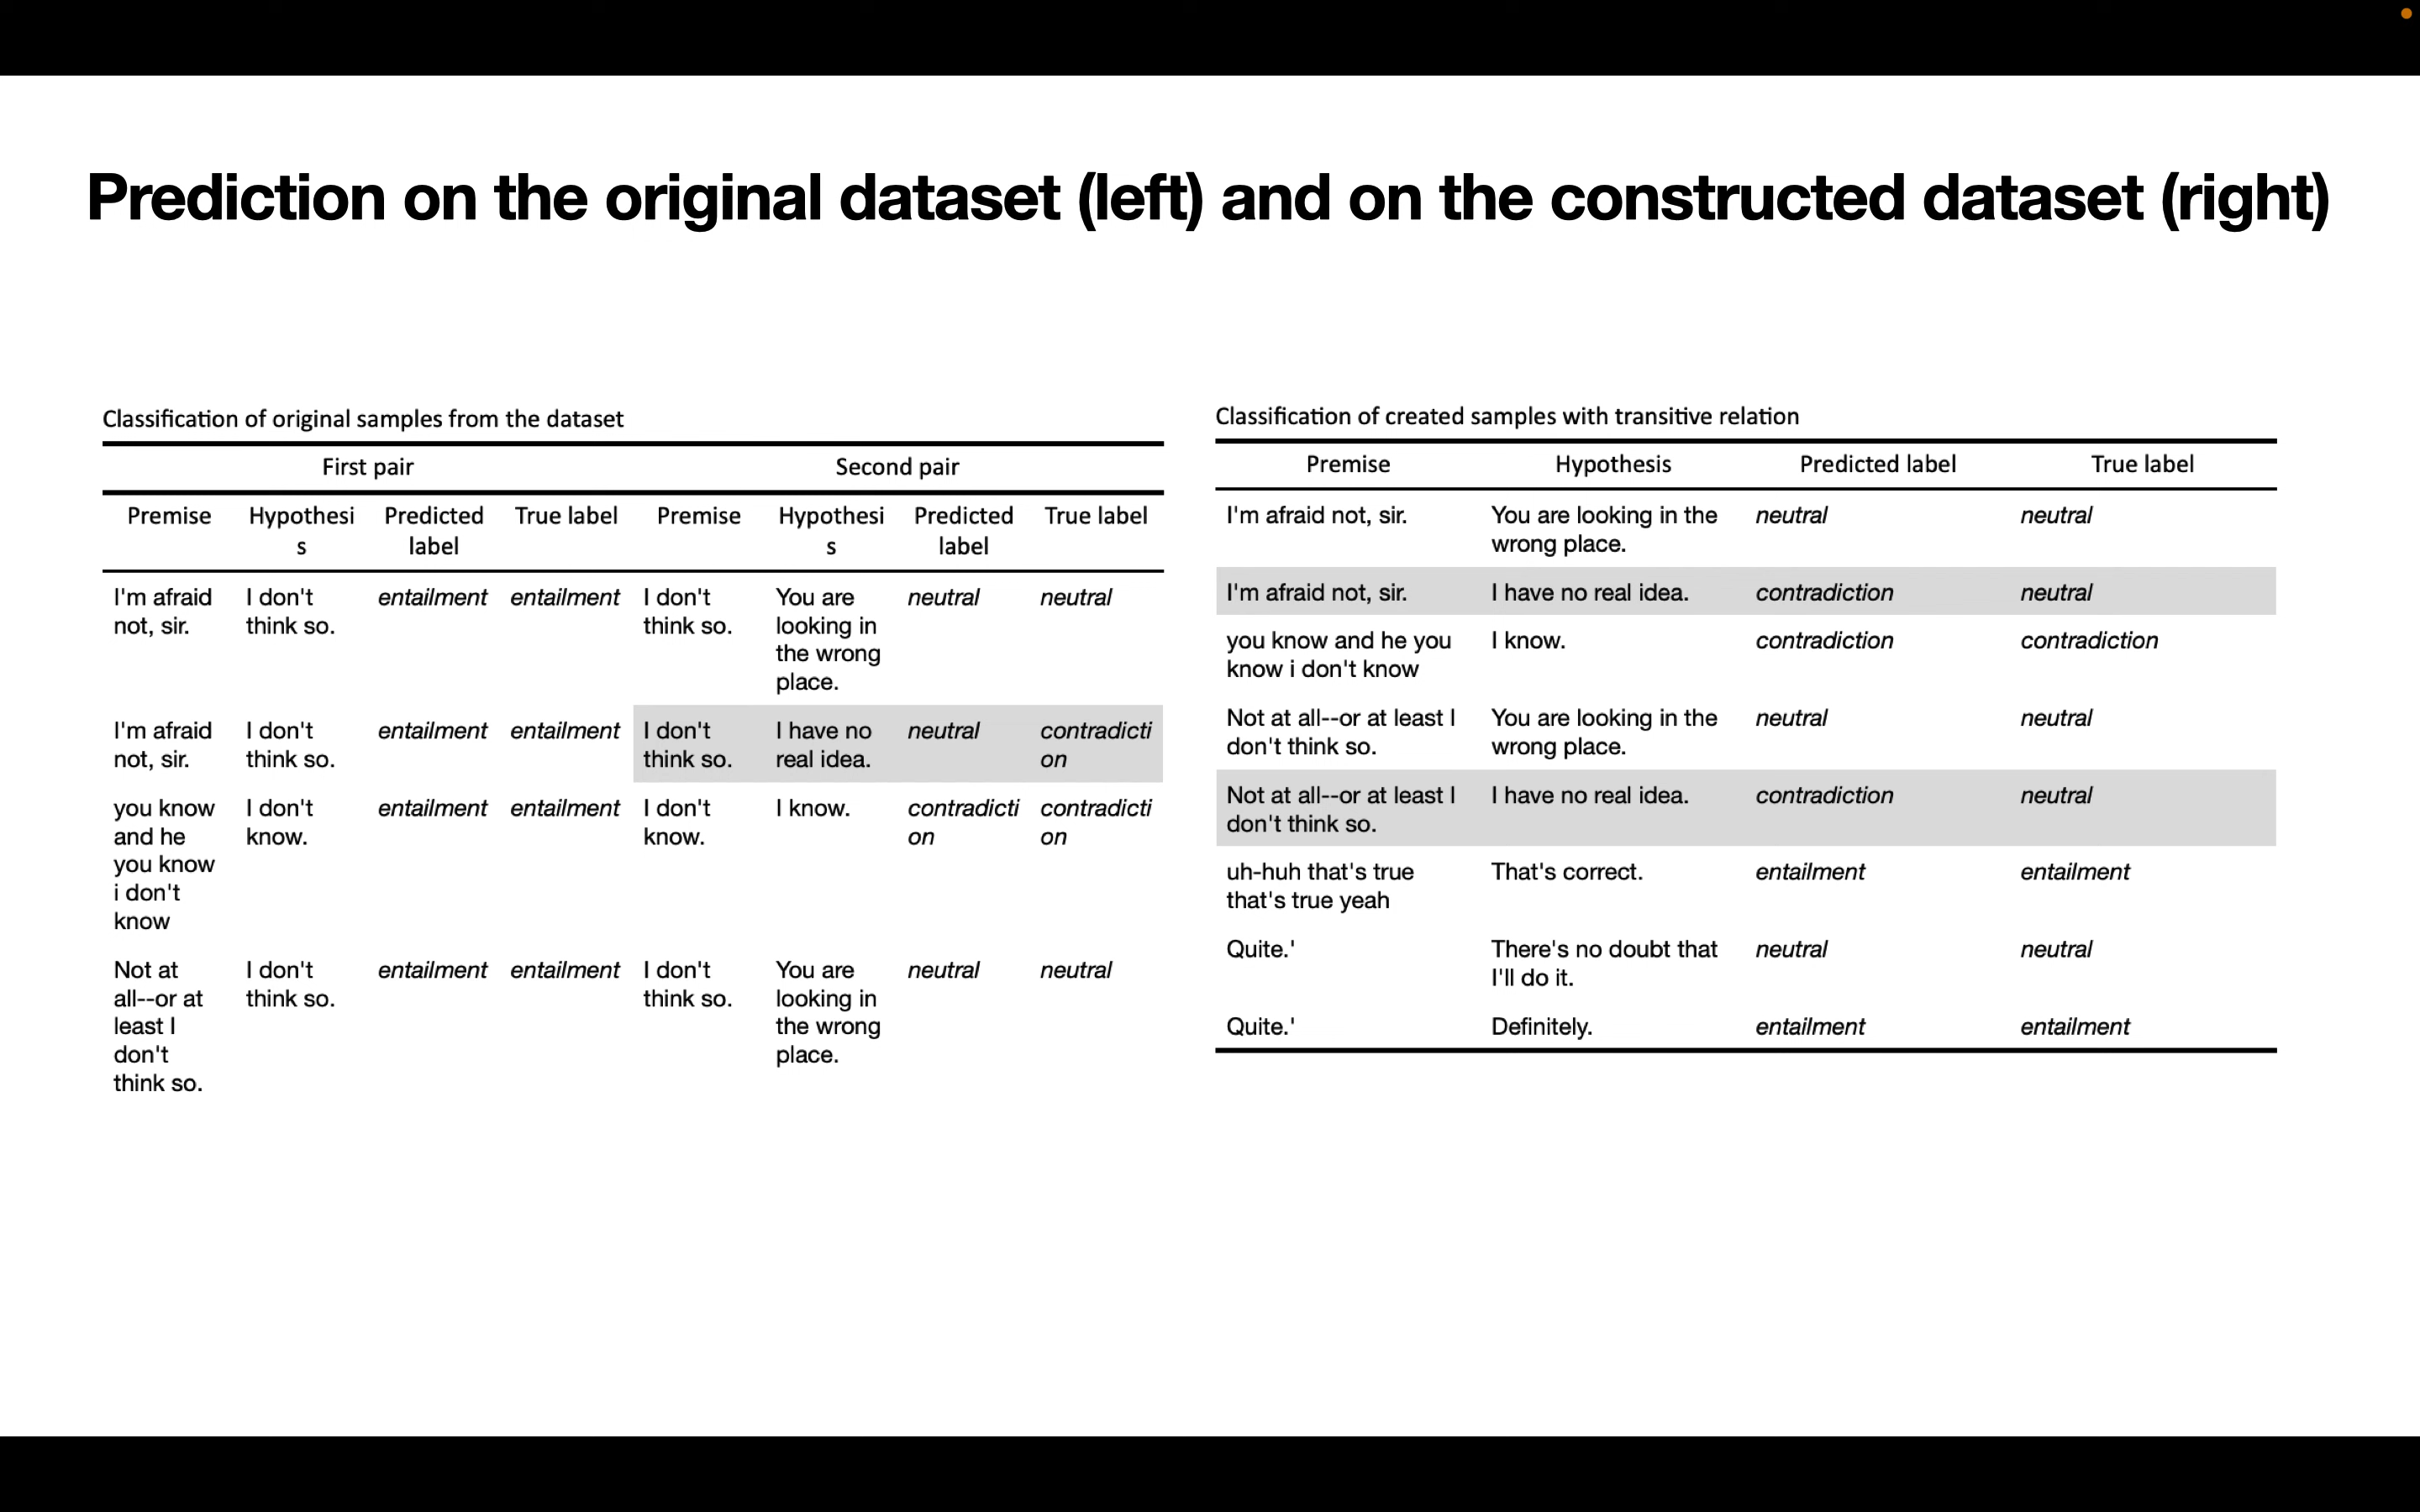 Prediction on the original dataset (left) and on the constructed dataset (right)
Classification of original samples from the dataset
First pair Second pair
Premise Hypothesi Predicted True label Premise Hypothesi Predicted True label
s label s label
I'm afraid I don't entailment entailment I don't You are neutral neutral
not, sir. think so. think so. looking in
the wrong
place.
I'm afraid I don't entailment entailment I don't I have no neutral contradicti
not, sir. think so. think so. real idea. on
you know I don't entailment entailment I don't I know. contradicti contradicti
and he know. know. on on
you know
i don't
know
Not at I don't entailment entailment I don't You are neutral neutral
all--or at think so. think so. looking in
least I the wrong
don't place.
think so.
Classification of created samples with transitive relation
Premise Hypothesis Predicted label True label
I'm afraid not, sir. You are looking in the neutral neutral
wrong place.
I'm afraid not, sir. I have no real idea. contradiction neutral
you know and he you I know. contradiction contradiction
know i don't know
Not at all--or at least I You are looking in the neutral neutral
don't think so. wrong place.
Not at all--or at least I I have no real idea. contradiction neutral
don't think so.
uh-huh that's true That's correct. entailment entailment
that's true yeah
Quite.' There's no doubt that neutral neutral
I'll do it.
Quite.' Definitely. entailment entailment